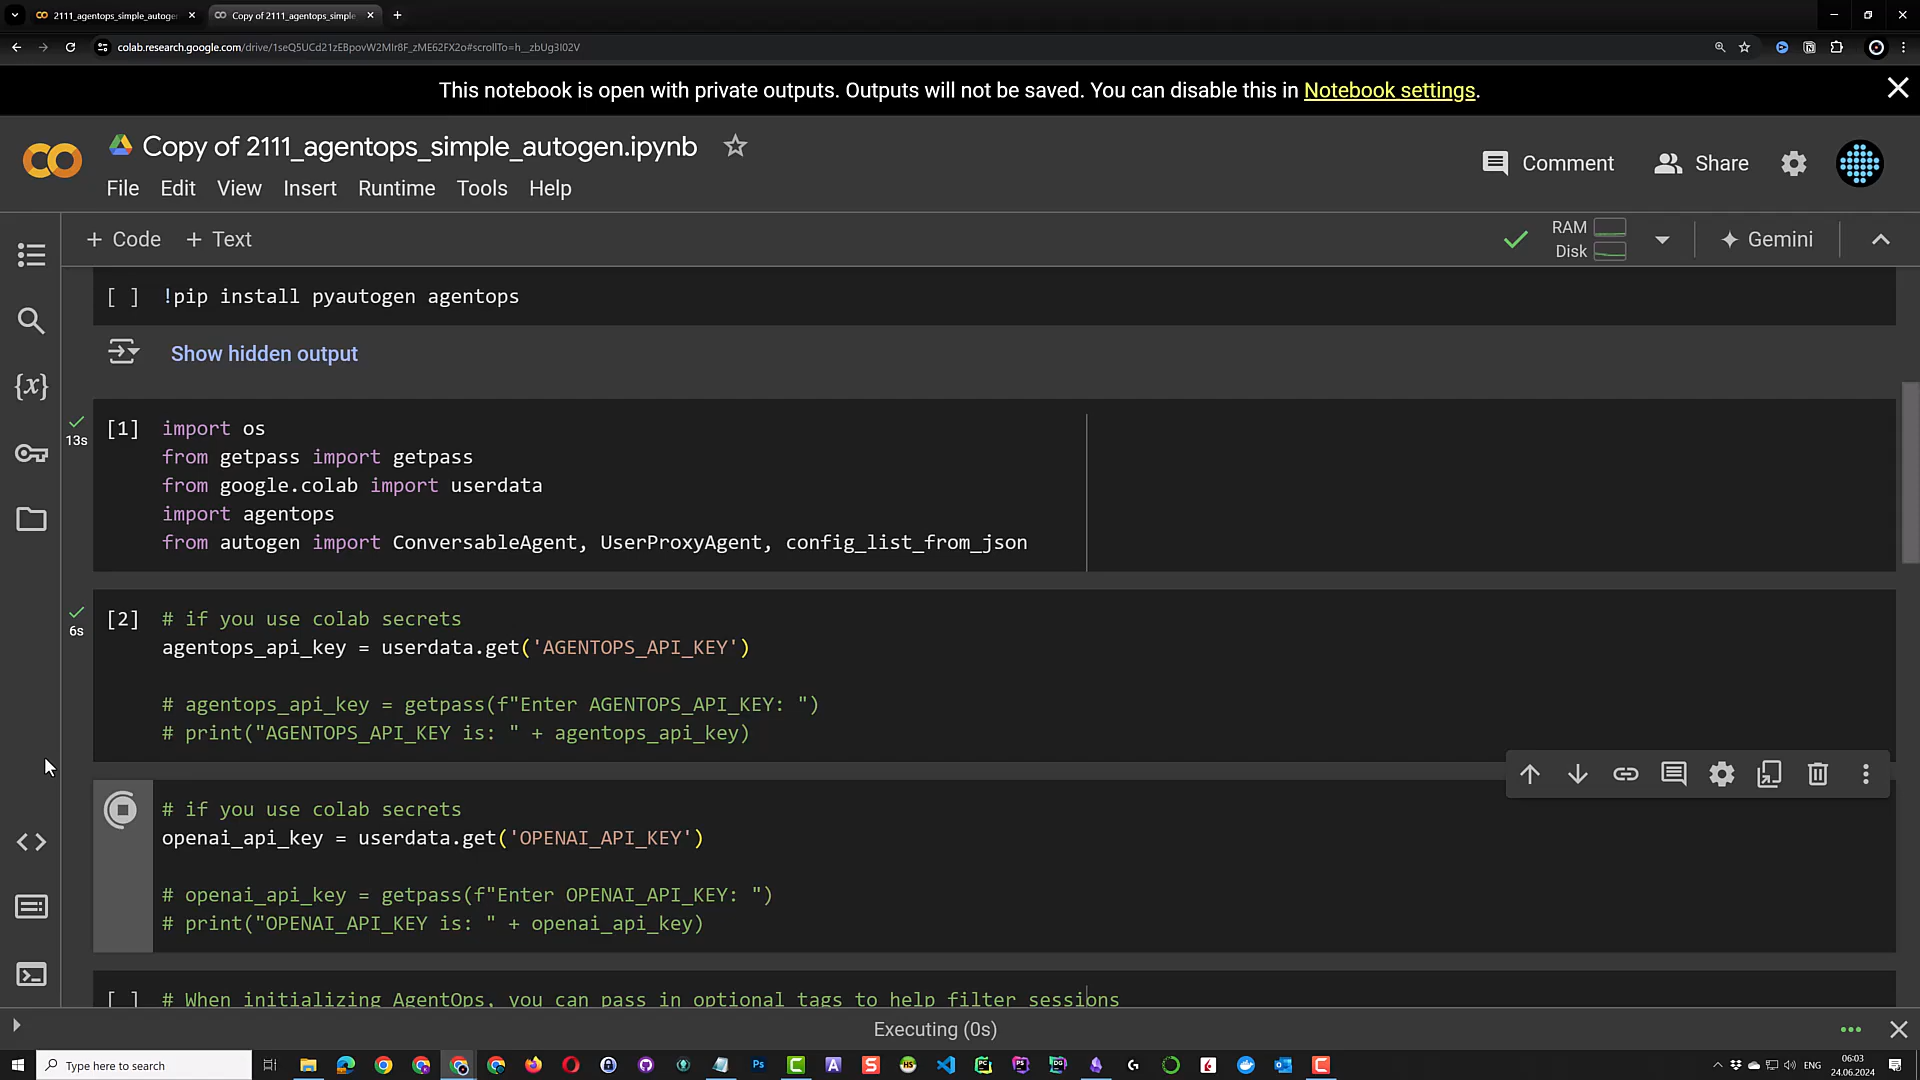 2111_agentops_simple_autogen
Copy of 2111_agentops_simple
colab.research.google.com/drive/1seQ5UCd21zEBpovW2MIr8F_zME62FX2o#scrollTo=h__zbUg3I02V
This notebook is open with private outputs. Outputs will not be saved. You can disable this in Notebook settings.
Copy of 2111_agentops_simple_autogen.ipynb
Comment
Share
File Edit View Insert Runtime Tools Help
+ Code + Text
RAM
Disk
Gemini
[ ] !pip install pyautogen agentops
Show hidden output
[1] import os
13s
from getpass import getpass
from google.colab import userdata
import agentops
from autogen import ConversableAgent, UserProxyAgent, config_list_from_json
[2] # if you use colab secrets
6s
agentops_api_key = userdata.get('AGENTOPS_API_KEY')
# agentops_api_key = getpass(f"Enter AGENTOPS_API_KEY: ")
# print("AGENTOPS_API_KEY is: " + agentops_api_key)
# if you use colab secrets
openai_api_key = userdata.get('OPENAI_API_KEY')
# openai_api_key = getpass(f"Enter OPENAI_API_KEY: ")
# print("OPENAI_API_KEY is: " + openai_api_key)
[ ] # When initializing AgentOps, you can pass in optional tags to help filter sessions
Executing (0s)
Type here to search
ENG
06:03
24.06.2024